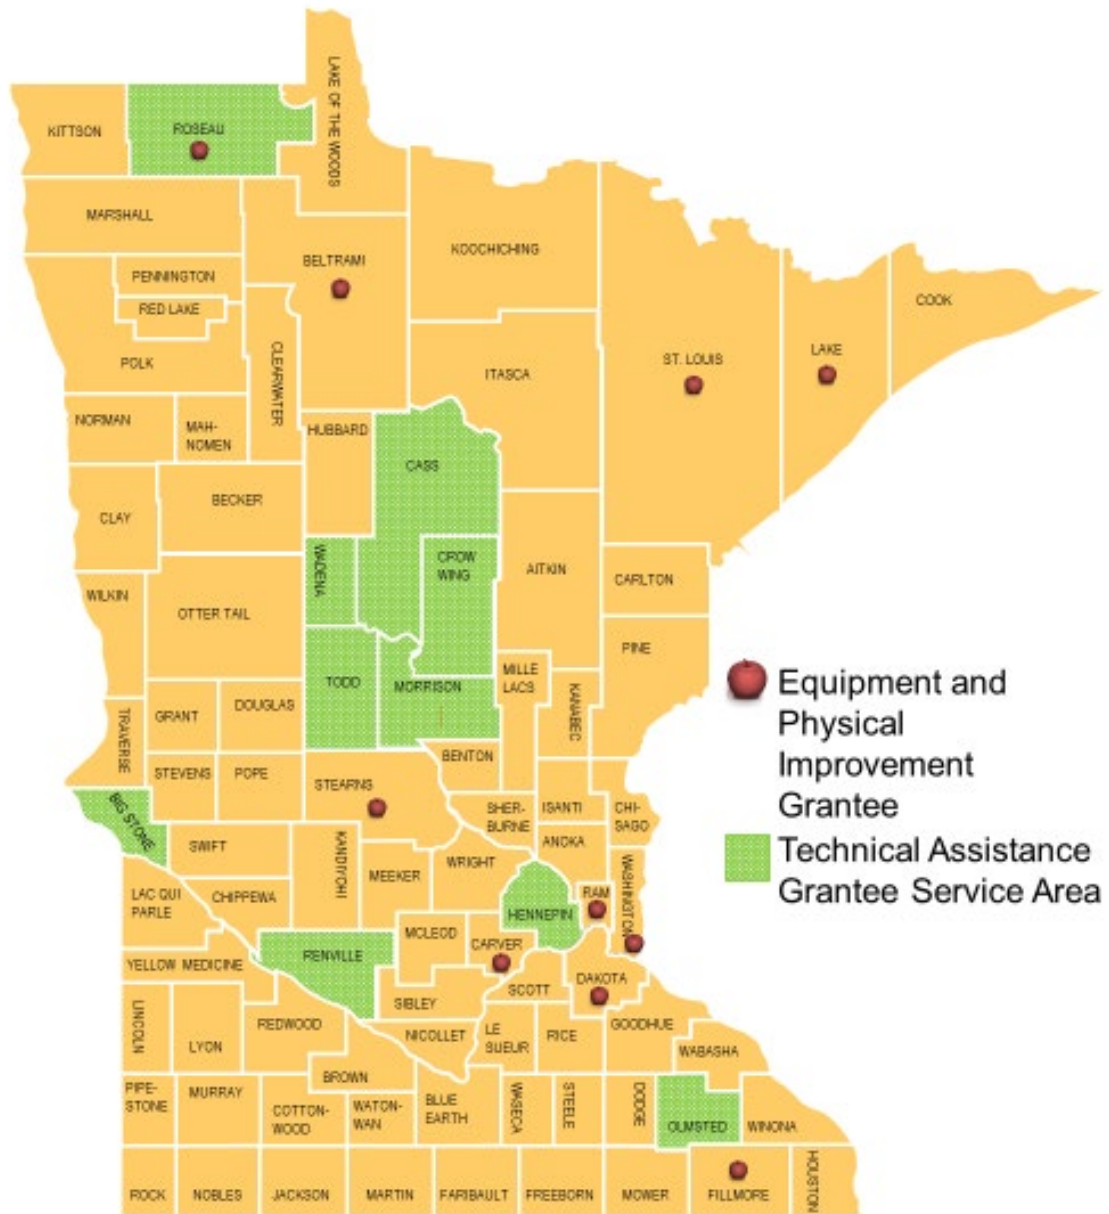 LAKE OF THE WOODS
KITTSON
ROSEAU
MARSHALL
KOOCHICHING
BELTRAMI
PENNINGTON
RED LAKE
COOK
POLK
CLEARWATER
ST. LOUIS
LAKE
ITASCA
NORMAN
MAH-
NOMEN
HUBBARD
CASS
BECKER
CLAY
WADENA
CROW
WING
AITKIN
CARLTON
WILKIN
OTTER TAIL
PINE
TODD
MORRISON
MILLE
LACS
KANABEC
Equipment and
Physical
Improvement
Grantee
Technical Assistance
Grantee Service Area
TRAVERSE
GRANT
DOUGLAS
BENTON
STEVENS
POPE
STEARNS
BIG STONE
SHER-
BURNE
ISANTI
CHI-
SAGO
SWIFT
KANDIYOHI
ANOKA
MEEKER
WRIGHT
WASHINGTON
LAC QUI
PARLE
CHIPPEWA
RAM
HENNEPIN
MCLEOD
CARVER
RENVILLE
YELLOW MEDICINE
DAKOTA
SCOTT
SIBLEY
LINCOLN
LYON
REDWOOD
NICOLLET
LE
SUEUR
RICE
GOODHUE
WABASHA
BROWN
PIPE-
STONE
MURRAY
COTTON-
WOOD
WATON-
WAN
BLUE
EARTH
WASECA
STEELE
DODGE
OLMSTED
WINONA
ROCK
NOBLES
JACKSON
MARTIN
FARIBAULT
FREEBORN
MOWER
FILLMORE
HOUSTON